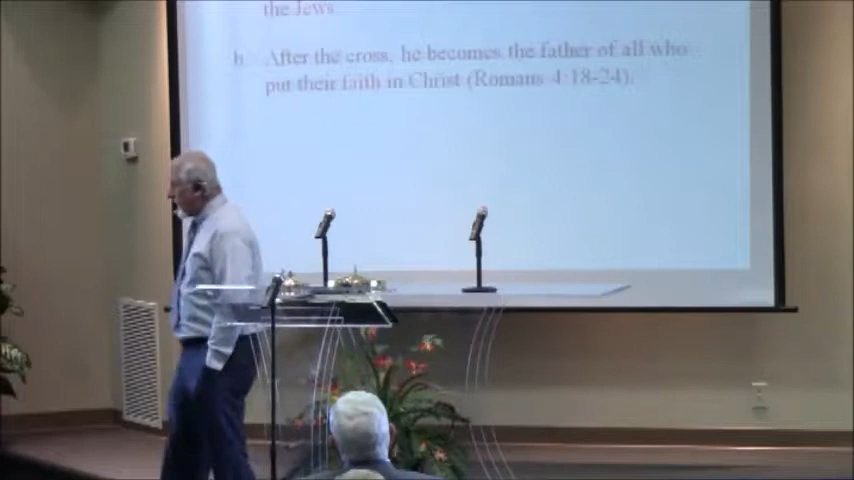 the Jews
b. After the cross, he becomes the father of all who
put their faith in Christ (Romans 4:18-24).